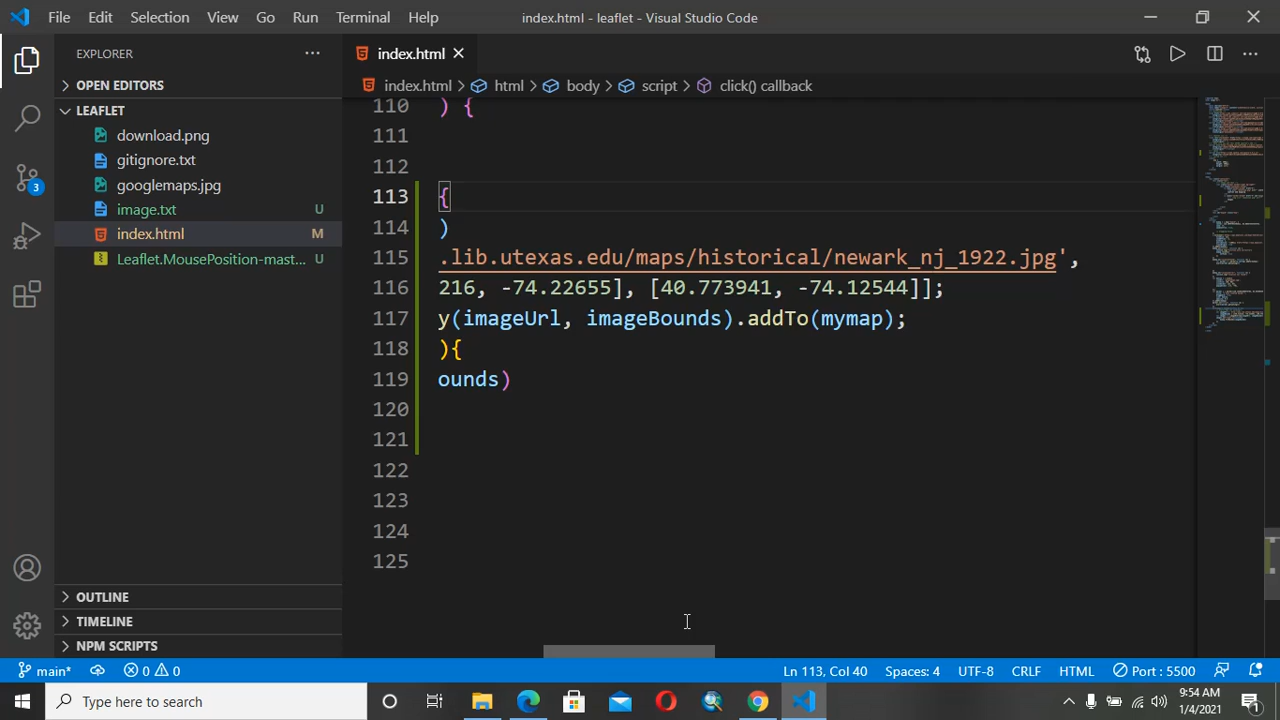 File Edit Selection View Go Run Terminal Help index.html - leaflet - Visual Studio Code
EXPLORER
OPEN EDITORS
LEAFLET
download.png
gitignore.txt
googlemaps.jpg
image.txt U
index.html M
Leaflet.MousePosition-mast... U
OUTLINE
TIMELINE
NPM SCRIPTS
3
index.html
index.html > html > body > script > click() callback
110 ) {
111
112
113 {
114 )
115 .lib.utexas.edu/maps/historical/newark_nj_1922.jpg',
116 216, -74.22655], [40.773941, -74.12544]];
117 y(imageUrl, imageBounds).addTo(mymap);
118 ){
119 ounds)
120
121
122
123
124
125
main* 0 0 Ln 113, Col 40 Spaces: 4 UTF-8 CRLF HTML Port : 5500
Type here to search
9:54 AM
1/4/2021
1